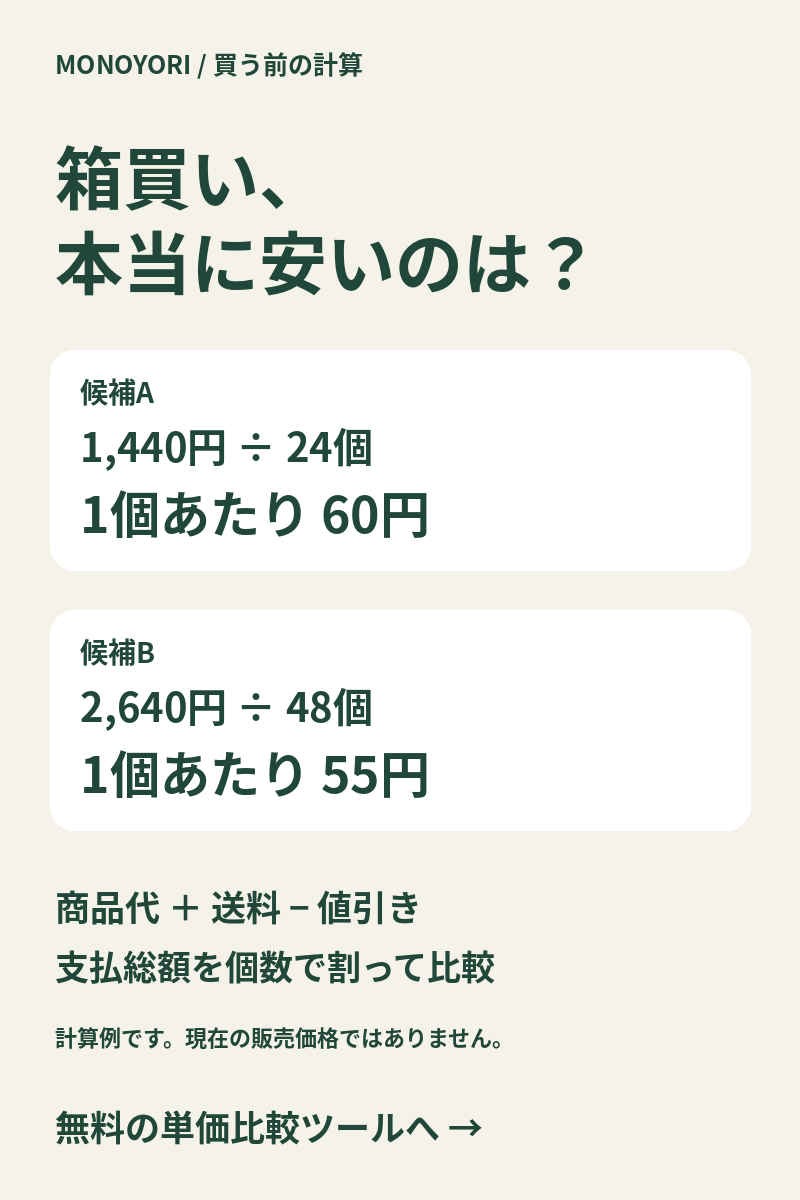 MONOYORI / 買う前の計算
箱買い、
本当に安いのは？
候補A
1,440円 ÷ 24個
1個あたり 60円
候補B
2,640円 ÷ 48個
1個あたり 55円
商品代 ＋ 送料 − 値引き
支払総額を個数で割って比較
計算例です。現在の販売価格ではありません。
無料の単価比較ツールへ →